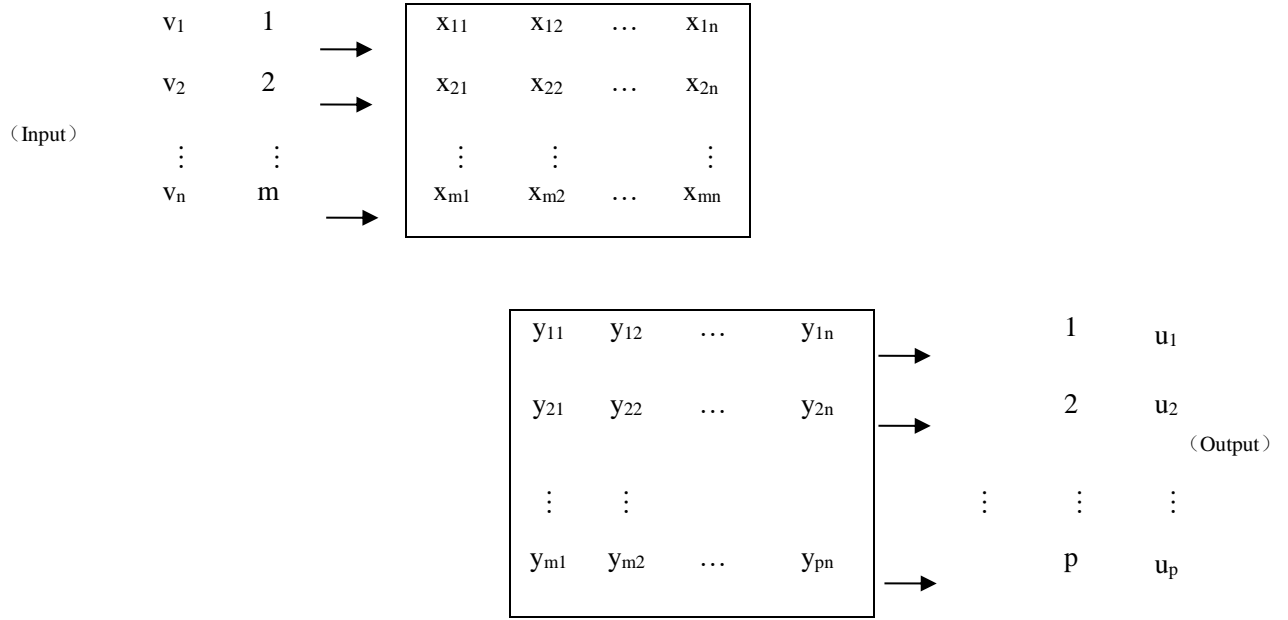 v₁ 1 x₁₁ x₁₂ … x₁ₙ
v₂ 2 x₂₁ x₂₂ … x₂ₙ
（Input）
⋮ ⋮ ⋮ ⋮ ⋮
vₙ m xₘ₁ xₘ₂ … xₘₙ
y₁₁ y₁₂ … y₁ₙ 1 u₁
y₂₁ y₂₂ … y₂ₙ 2 u₂
（Output）
⋮ ⋮ ⋮ ⋮ ⋮
yₘ₁ yₘ₂ … yₚₙ p uₚ